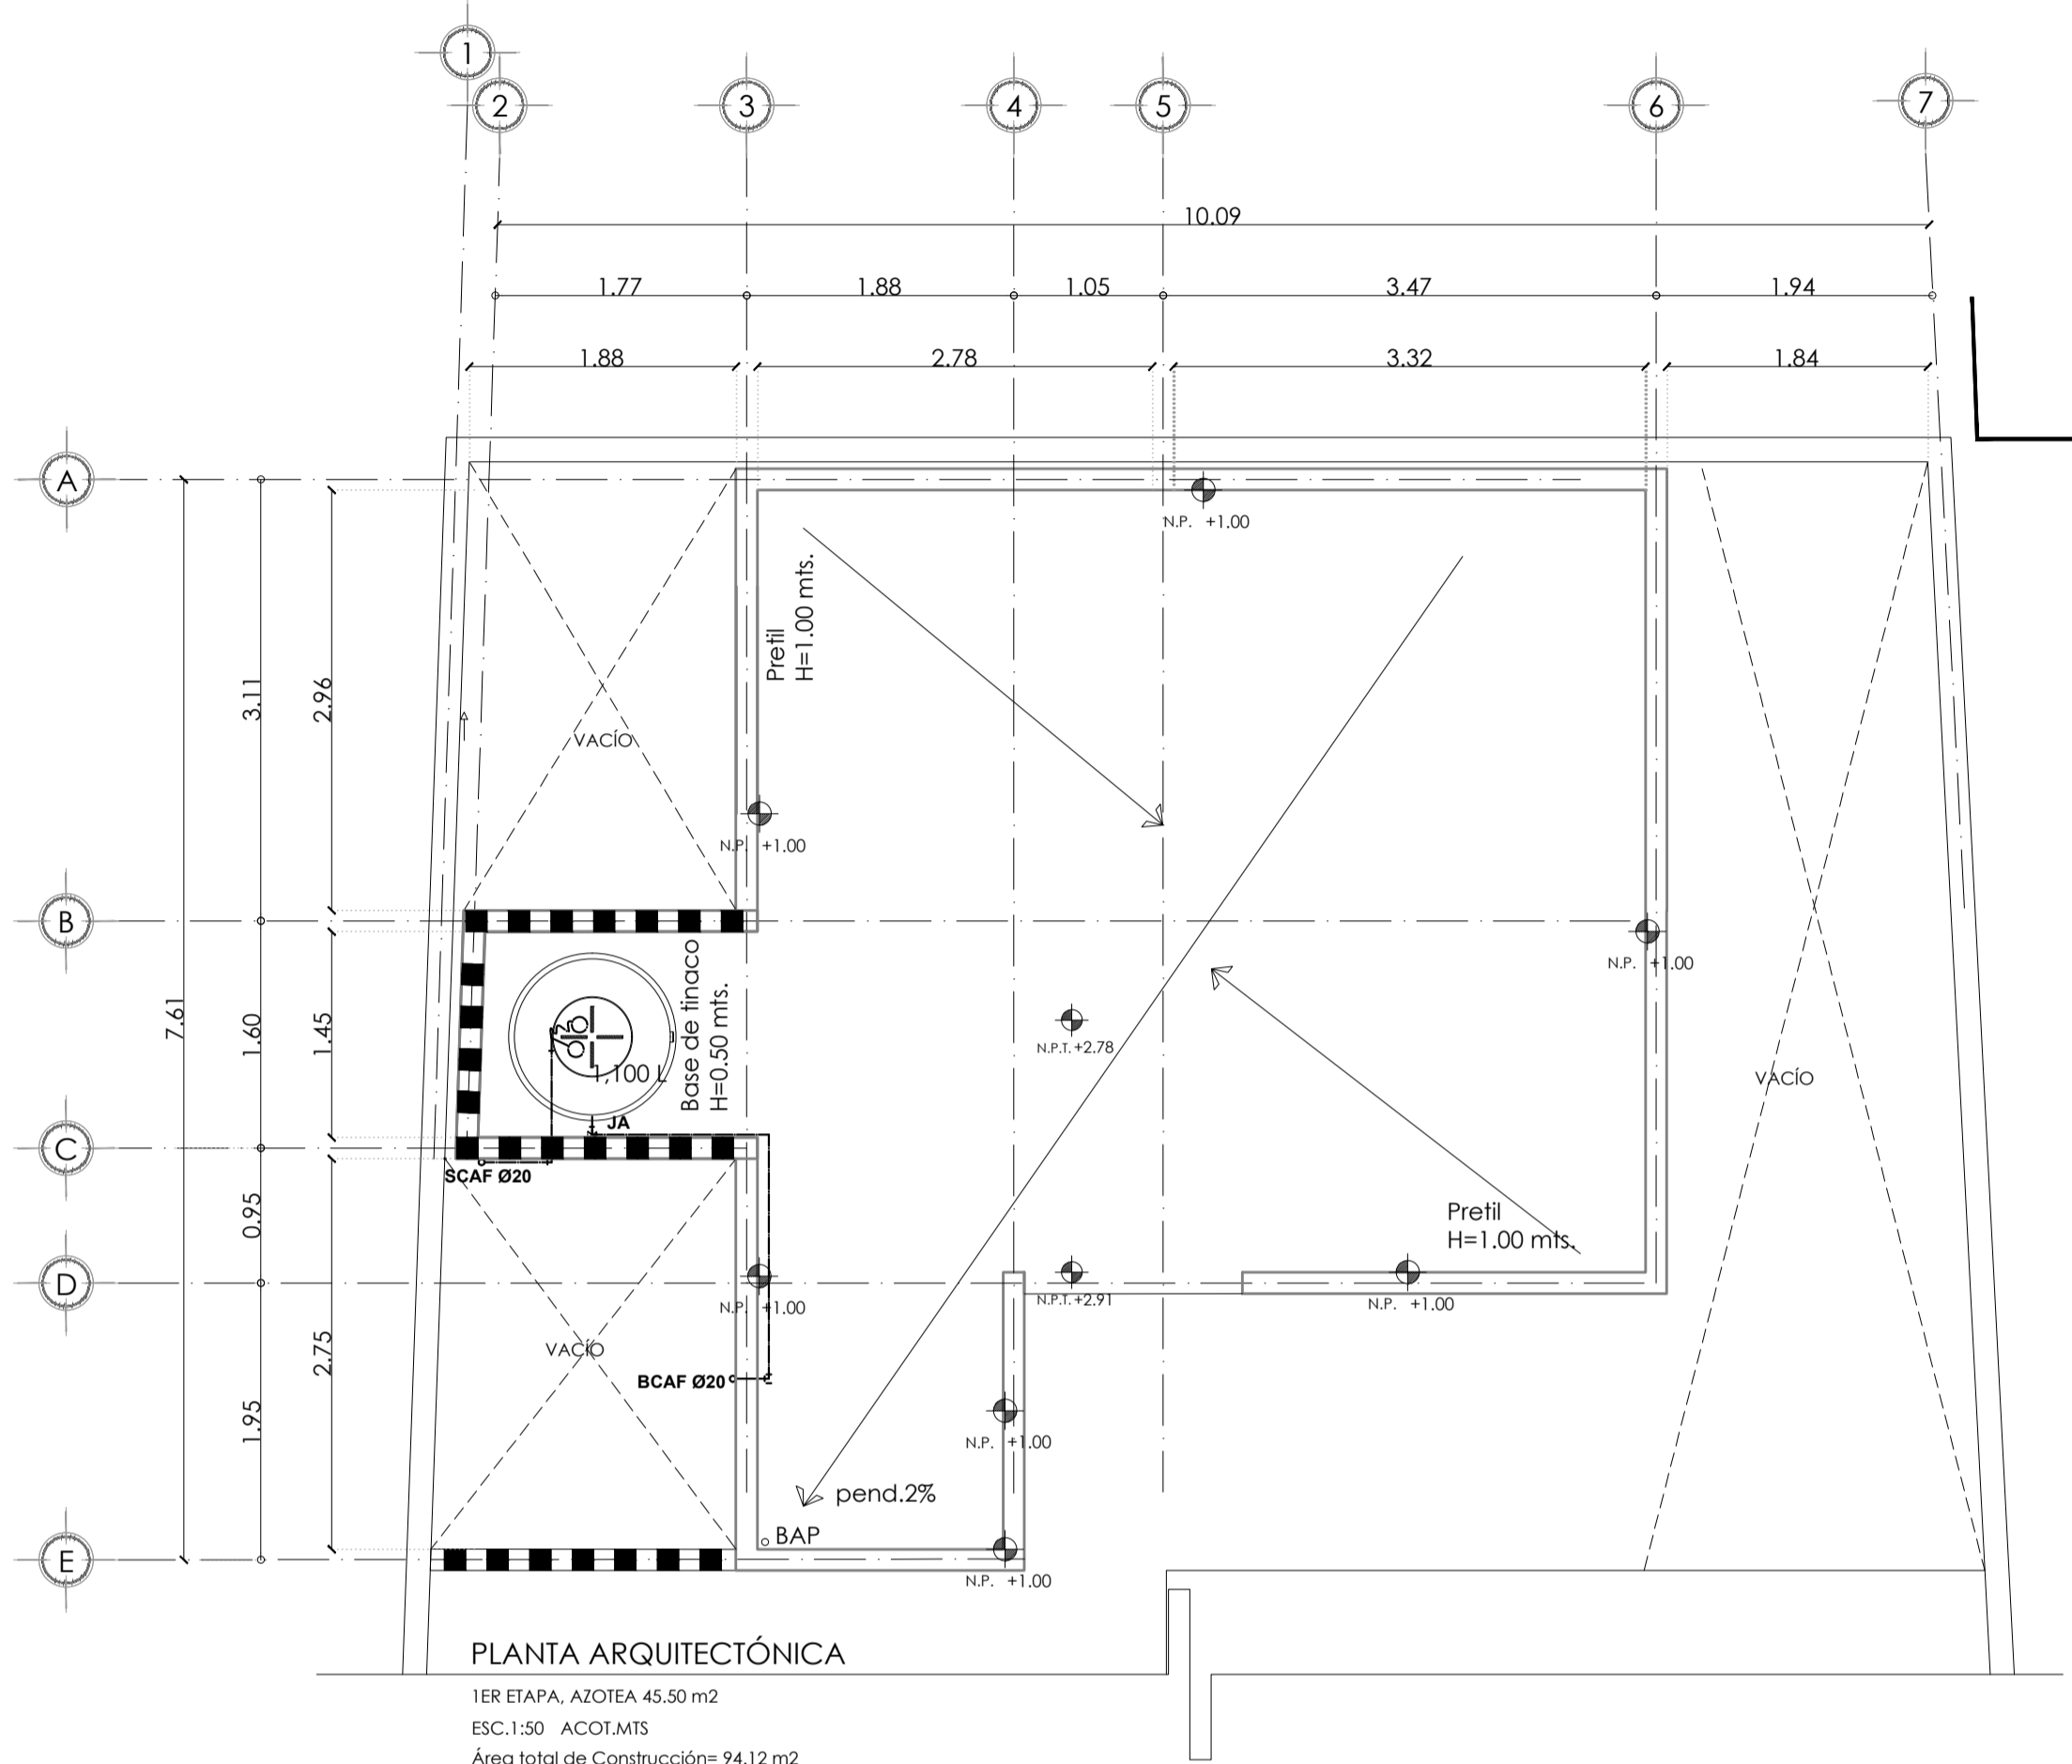 1
2
3
4
5
6
7
10.09
1.77
1.88
1.05
3.47
1.94
1.88
2.78
3.32
1.84
A
N.P. +1.00
Pretil
H=1.00 mts.
3.11
2.96
VACÍO
N.P. +1.00
B
N.P. +1.00
7.61
1.60
1.45
Base de tinaco
H=0.50 mts.
1,100 L
N.P.T. +2.78
VACÍO
JA
C
SCAF Ø20
0.95
Pretil
H=1.00 mts.
D
N.P. +1.00
N.P.T. +2.91
N.P. +1.00
2.75
VACÍO
BCAF Ø20
1.95
N.P. +1.00
pend.2%
BAP
E
N.P. +1.00
PLANTA ARQUITECTÓNICA
1ER ETAPA, AZOTEA 45.50 m2
ESC.1:50 ACOT.MTS
Área total de Construcción= 94.12 m2